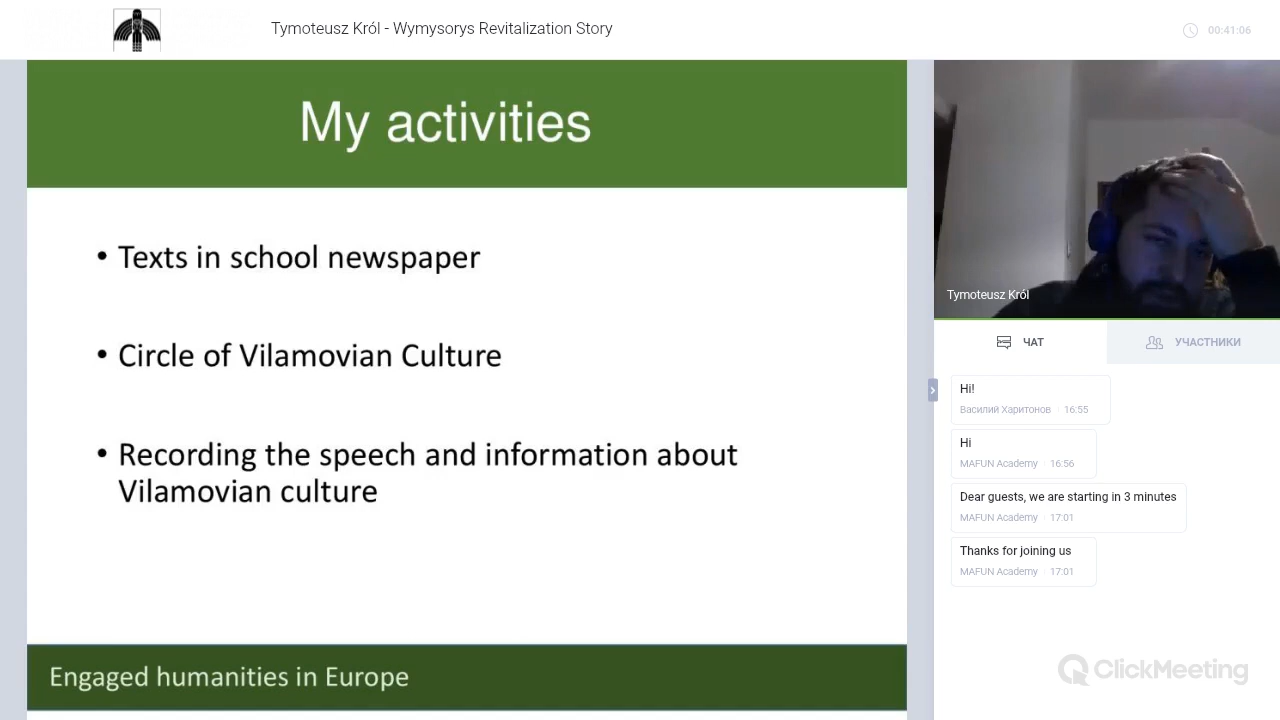 Tymoteusz Król - Wymysorys Revitalization Story
00:41:06
My activities
• Texts in school newspaper
• Circle of Vilamovian Culture
• Recording the speech and information about
Vilamovian culture
Engaged humanities in Europe
Tymoteusz Król
ЧАТ
УЧАСТНИКИ
Hi!
Василий Харитонов · 16:55
Hi
MAFUN Academy · 16:56
Dear guests, we are starting in 3 minutes
MAFUN Academy · 17:01
Thanks for joining us
MAFUN Academy · 17:01
ClickMeeting